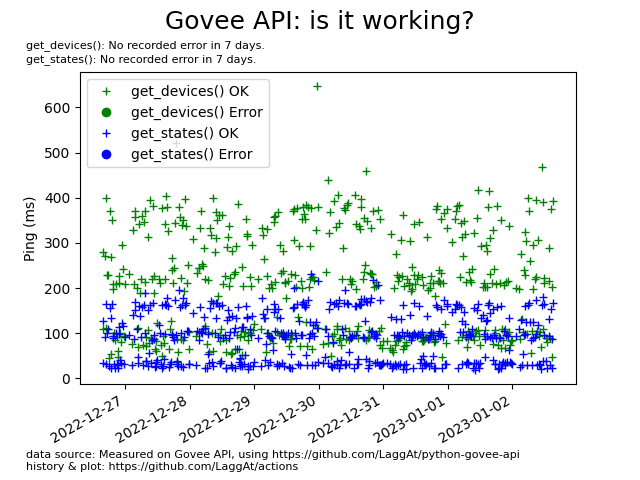 Govee API: is it working?
get_devices(): No recorded error in 7 days.
get_states(): No recorded error in 7 days.
get_devices() OK
get_devices() Error
get_states() OK
get_states() Error
Ping (ms)
600
500
400
300
200
100
0
2022-12-27
2022-12-28
2022-12-29
2022-12-30
2022-12-31
2023-01-01
2023-01-02
data source: Measured on Govee API, using https://github.com/LaggAt/python-govee-api
history & plot: https://github.com/LaggAt/actions